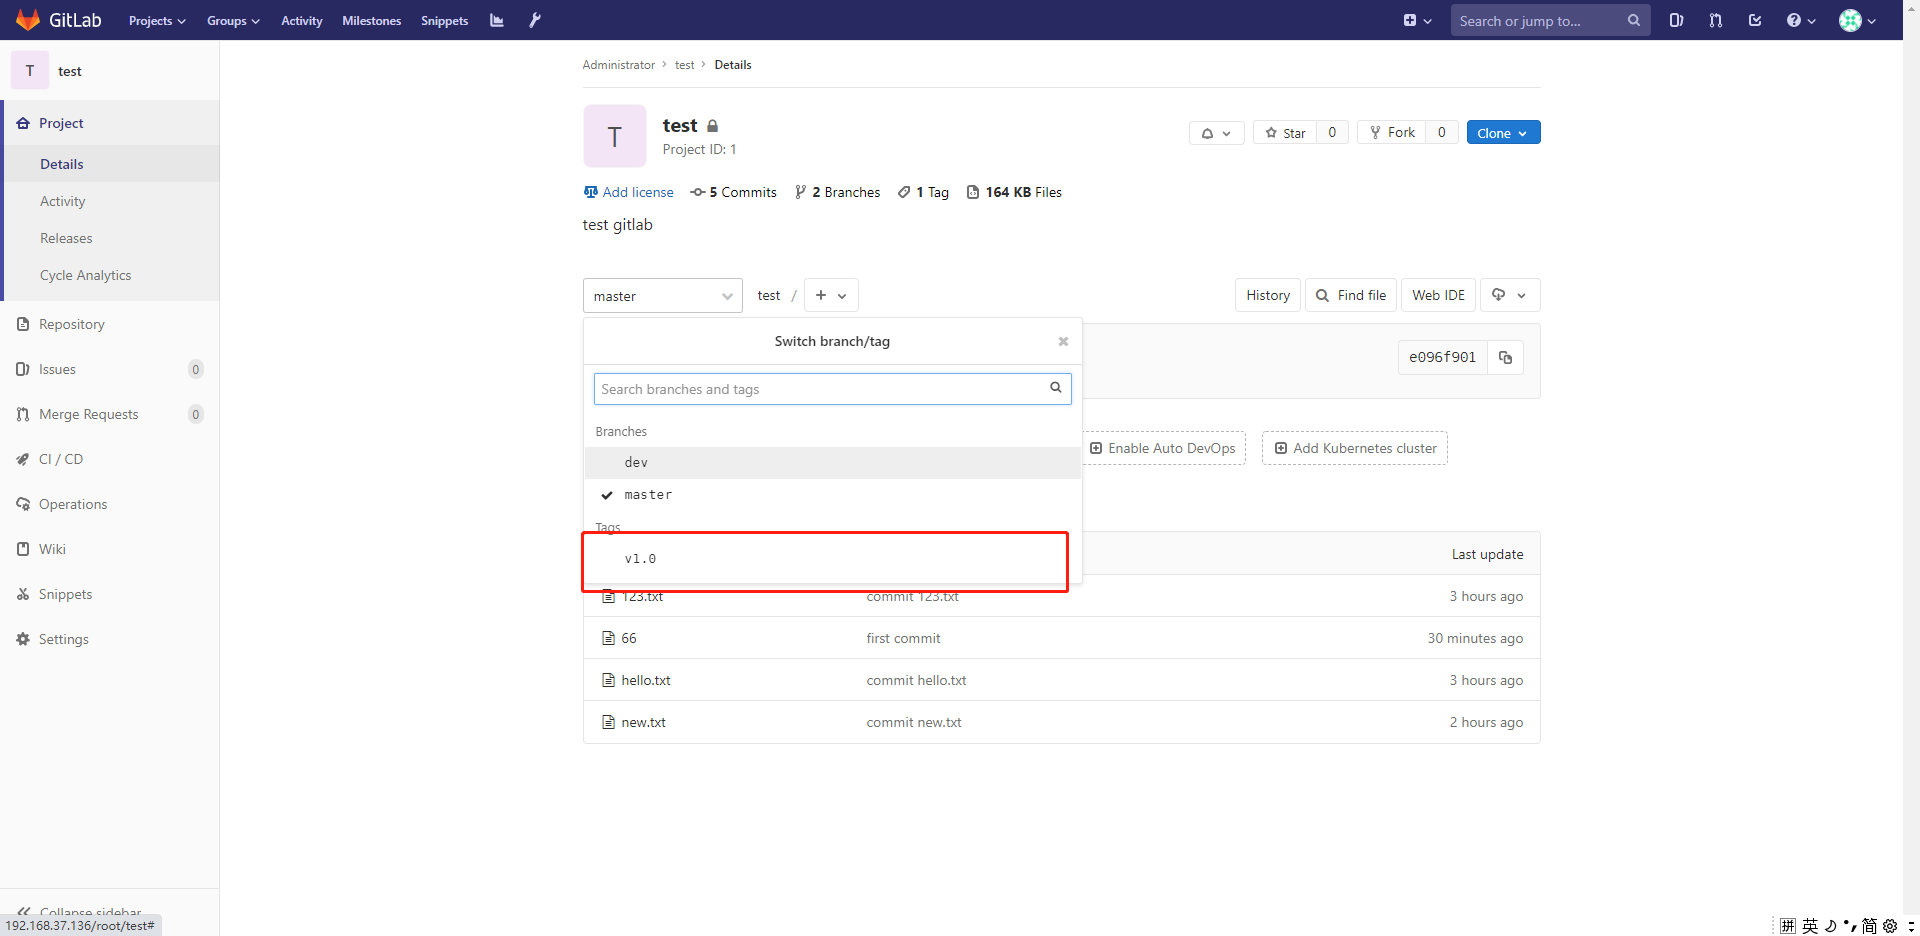 GitLab Projects Groups Activity Milestones Snippets Search or jump to...
T test
Administrator > test > Details
Project
Details
Activity
Releases
Cycle Analytics
Repository
Issues 0
Merge Requests 0
CI / CD
Operations
Wiki
Snippets
Settings
Collapse sidebar
192.168.37.136/root/test#
T
test
Project ID: 1
Star 0 Fork 0 Clone
Add license 5 Commits 2 Branches 1 Tag 164 KB Files
test gitlab
master test / + History Find file Web IDE
Switch branch/tag
e096f901
Search branches and tags
Branches
dev
master
Tags
v1.0
Enable Auto DevOps Add Kubernetes cluster
Last update
123.txt commit 123.txt 3 hours ago
66 first commit 30 minutes ago
hello.txt commit hello.txt 3 hours ago
new.txt commit new.txt 2 hours ago
拼 英 简